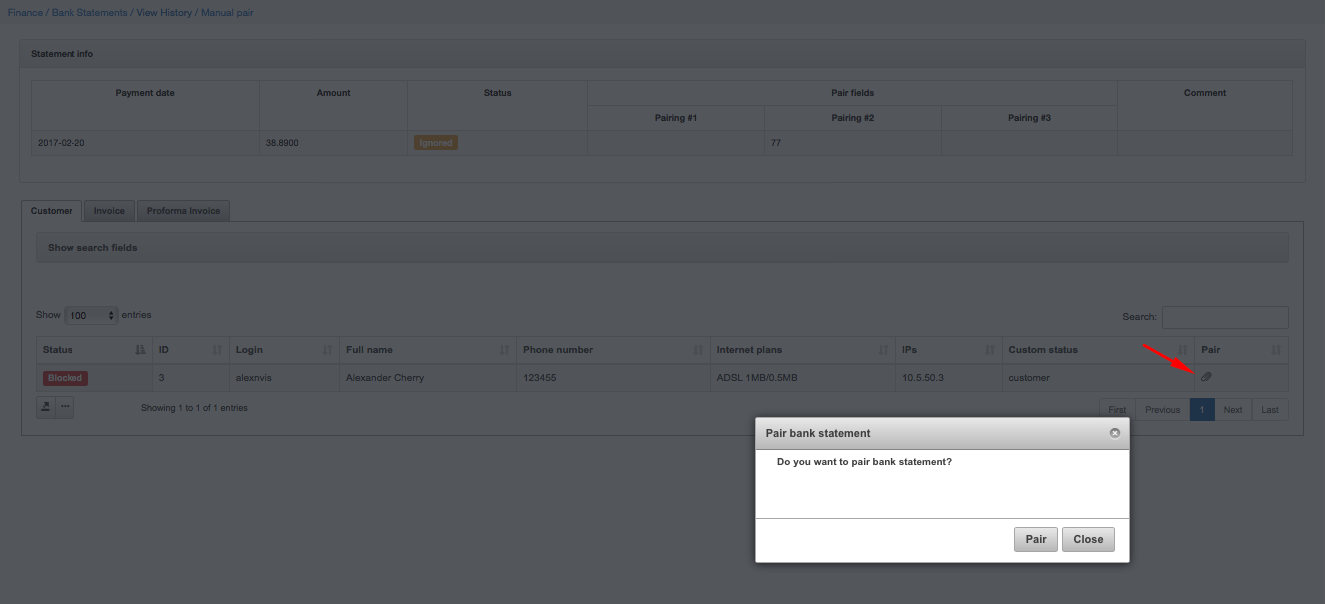 Finance / Bank Statements / View History / Manual pair
Statement info
Payment date Amount Status Pair fields Comment
Pairing #1 Pairing #2 Pairing #3
2017-02-20 38.8900 Ignored 77
Customer Invoice Proforma Invoice
Show search fields
Show 100 entries Search:
Status ID Login Full name Phone number Internet plans IPs Custom status Pair
Blocked 3 alexnvis Alexander Cherry 123455 ADSL 1MB/0.5MB 10.5.50.3 customer
Showing 1 to 1 of 1 entries First Previous 1 Next Last
Pair bank statement
Do you want to pair bank statement?
Pair Close